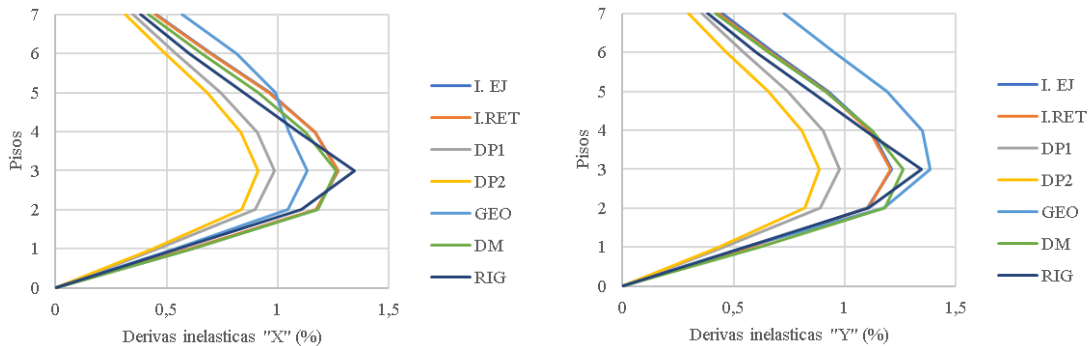 7
6
5
4
3
2
1
0
Pisos
0
0,5
1
1,5
Derivas inelasticas "X" (%)
I. EJ
I.RET
DP1
DP2
GEO
DM
RIG
7
6
5
4
3
2
1
0
Pisos
0
0,5
1
1,5
Derivas inelasticas "Y" (%)
I. EJ
I.RET
DP1
DP2
GEO
DM
RIG